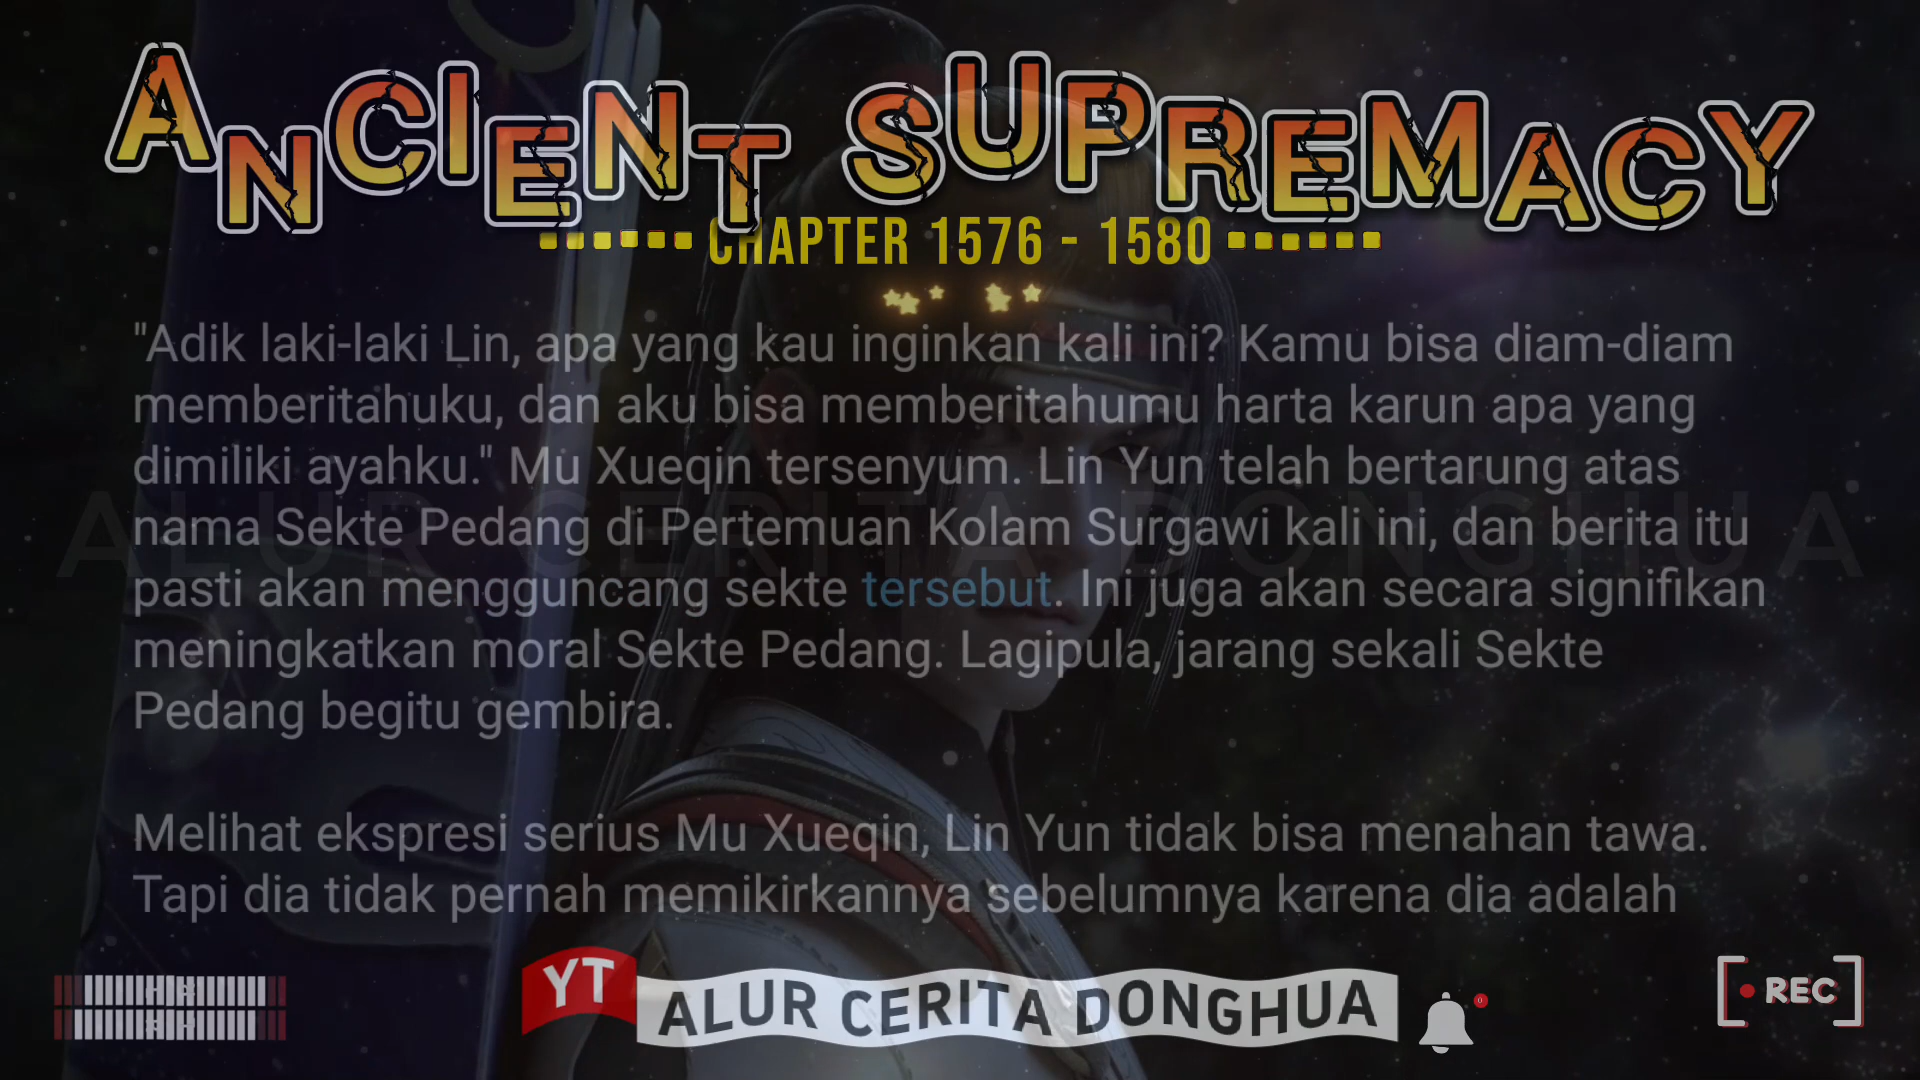 ANCIENT SUPREMACY
CHAPTER 1576 - 1580
"Adik laki-laki Lin, apa yang kau inginkan kali ini? Kamu bisa diam-diam
memberitahuku, dan aku bisa memberitahumu harta karun apa yang
dimiliki ayahku." Mu Xueqin tersenyum. Lin Yun telah bertarung atas
nama Sekte Pedang di Pertemuan Kolam Surgawi kali ini, dan berita itu
pasti akan mengguncang sekte tersebut. Ini juga akan secara signifikan
meningkatkan moral Sekte Pedang. Lagipula, jarang sekali Sekte
Pedang begitu gembira.
Melihat ekspresi serius Mu Xueqin, Lin Yun tidak bisa menahan tawa.
Tapi dia tidak pernah memikirkannya sebelumnya karena dia adalah
ALUR CERITA DONGHUA
YT ALUR CERITA DONGHUA
REC